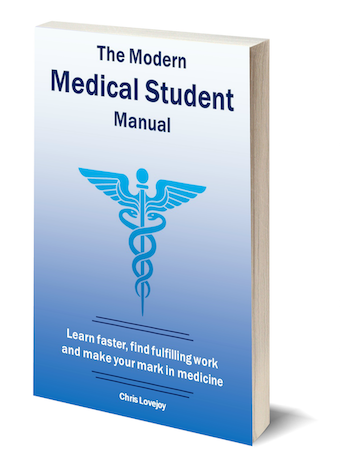 The Modern
Medical Student
Manual
Learn faster, find fulfilling work
and make your mark in medicine
Chris Lovejoy